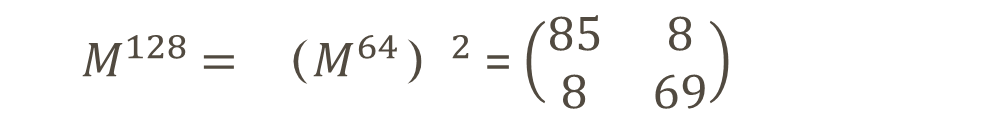 M^128 = (M^64)^2 = (85 8
8 69)